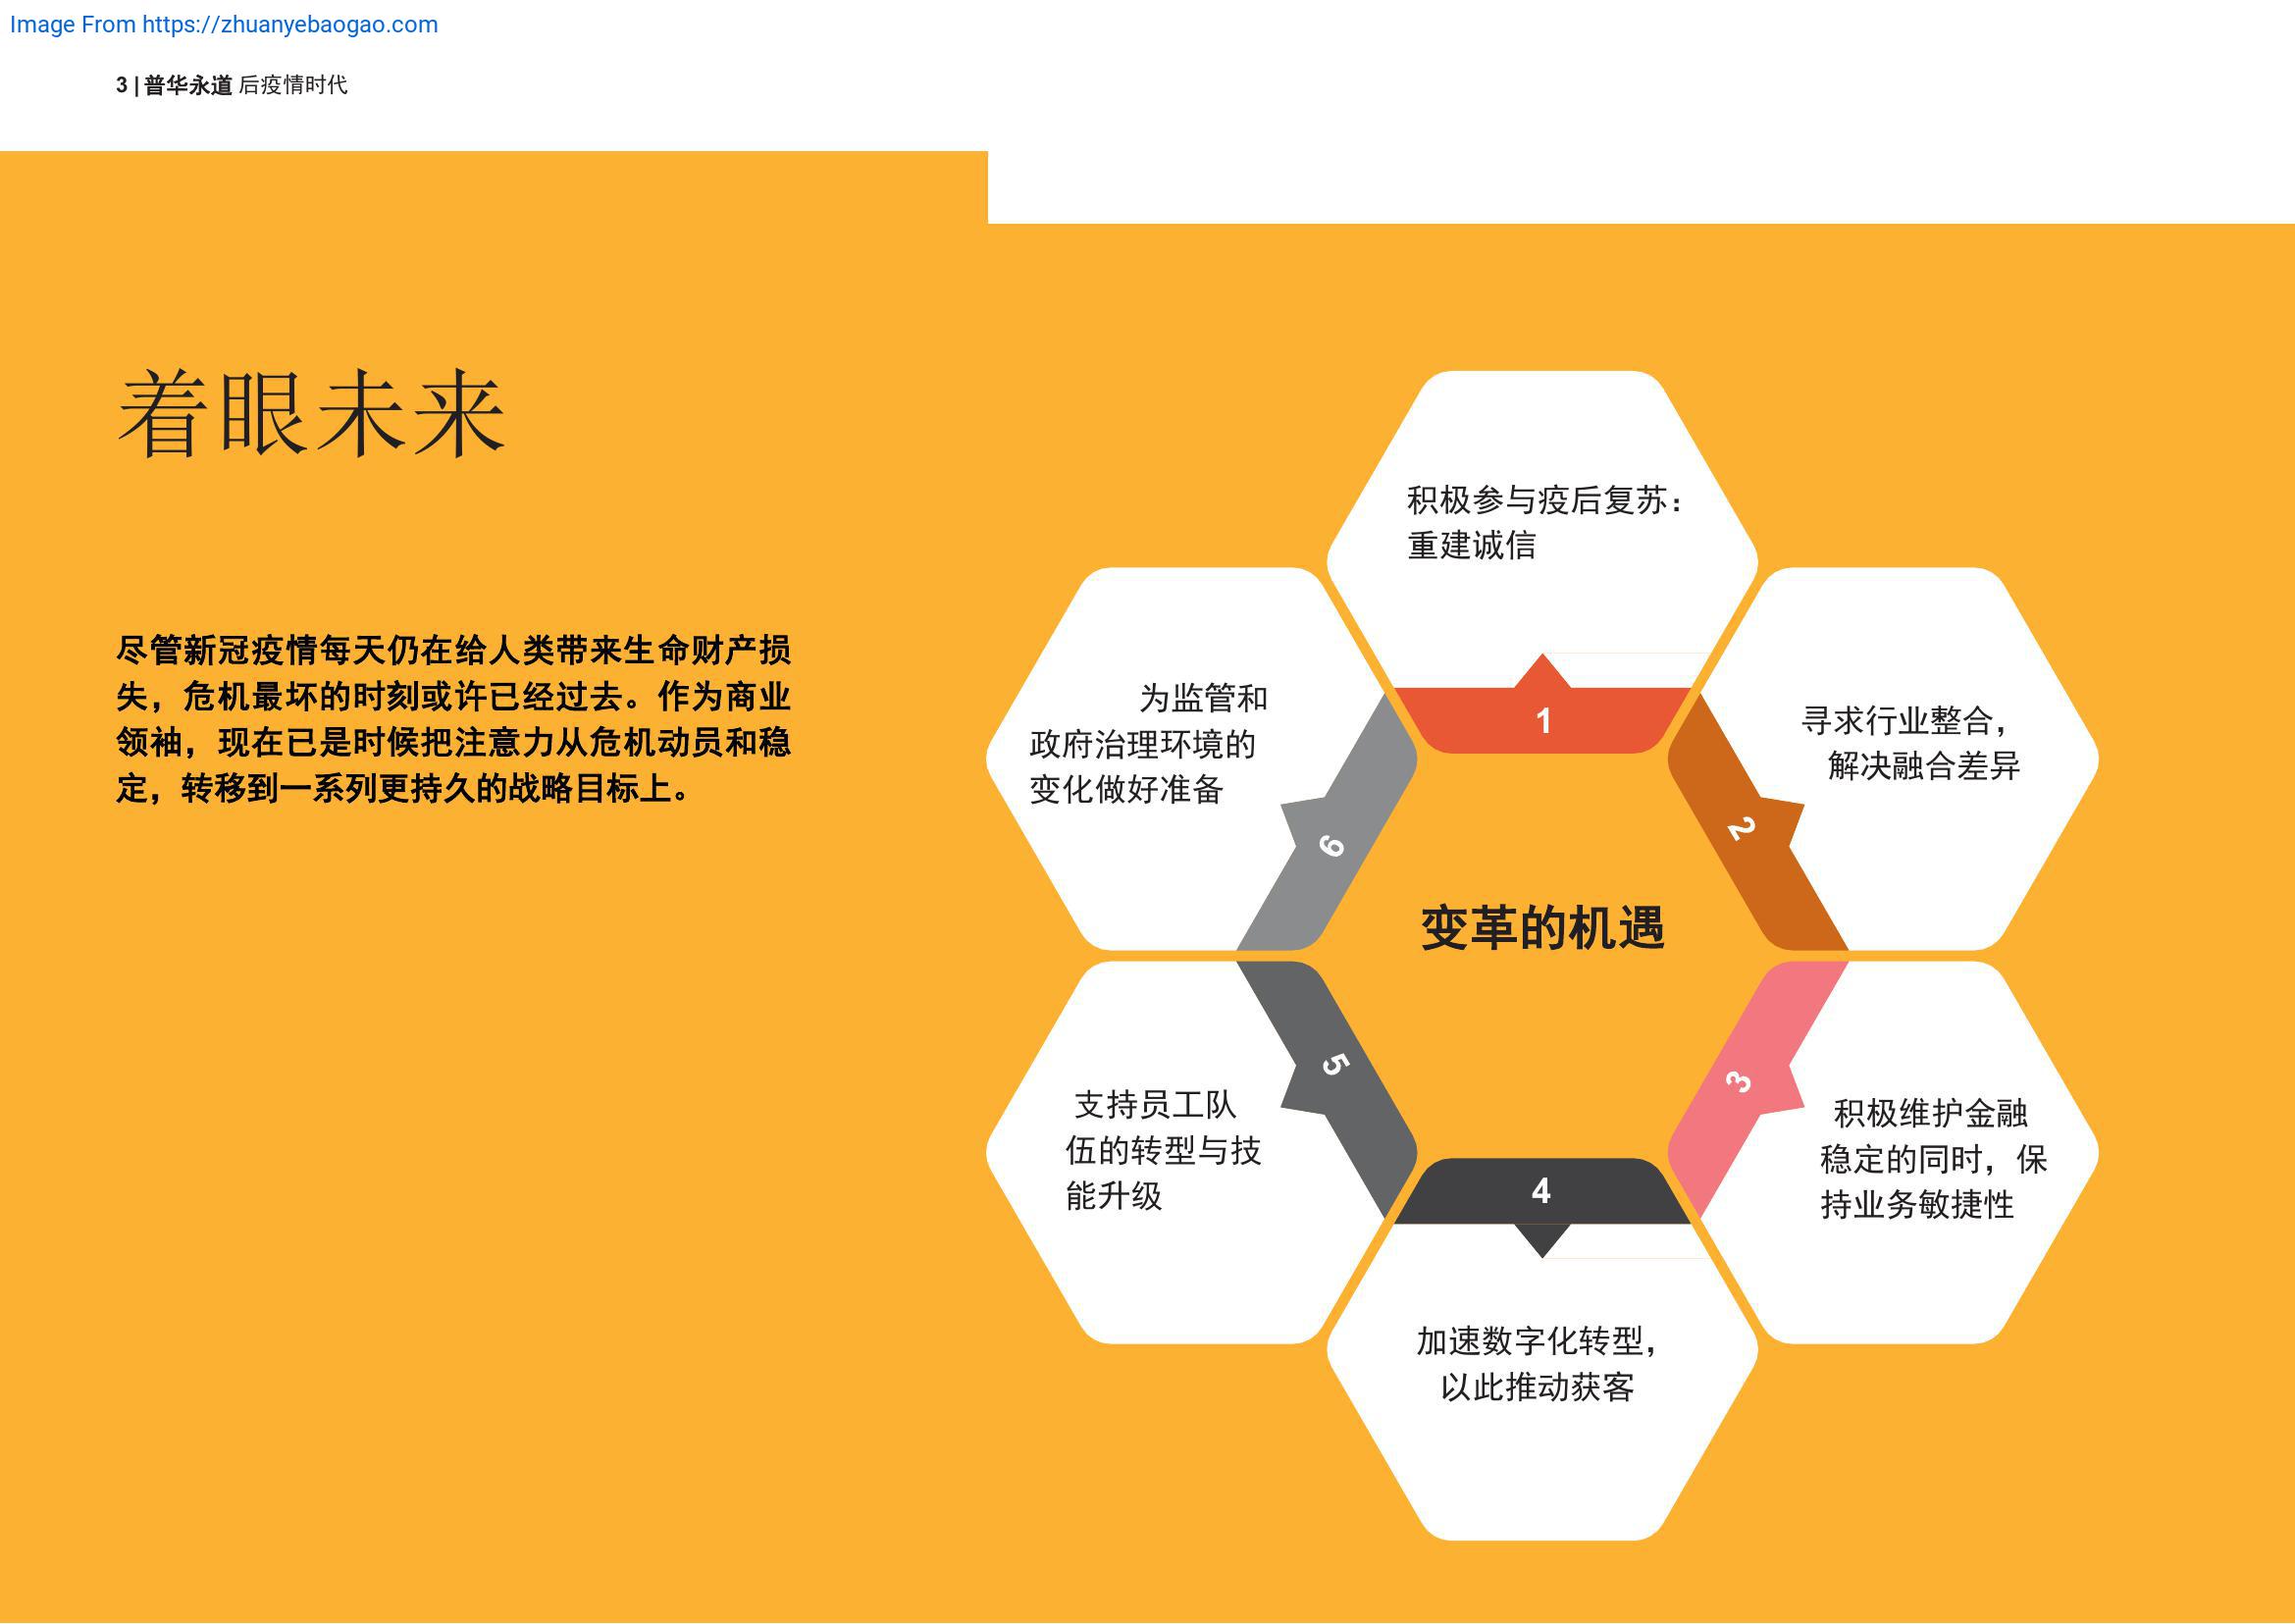 Image From https://zhuanyebaogao.com
3 | 普华永道 后疫情时代
着眼未来
尽管新冠疫情每天仍在给人类带来生命财产损
失，危机最坏的时刻或许已经过去。作为商业
领袖，现在已是时候把注意力从危机动员和稳
定，转移到一系列更持久的战略目标上。
变革的机遇
1
积极参与疫后复苏：
重建诚信
2
寻求行业整合，
解决融合差异
3
积极维护金融
稳定的同时，保
持业务敏捷性
4
加速数字化转型，
以此推动获客
5
支持员工队
伍的转型与技
能升级
6
为监管和
政府治理环境的
变化做好准备